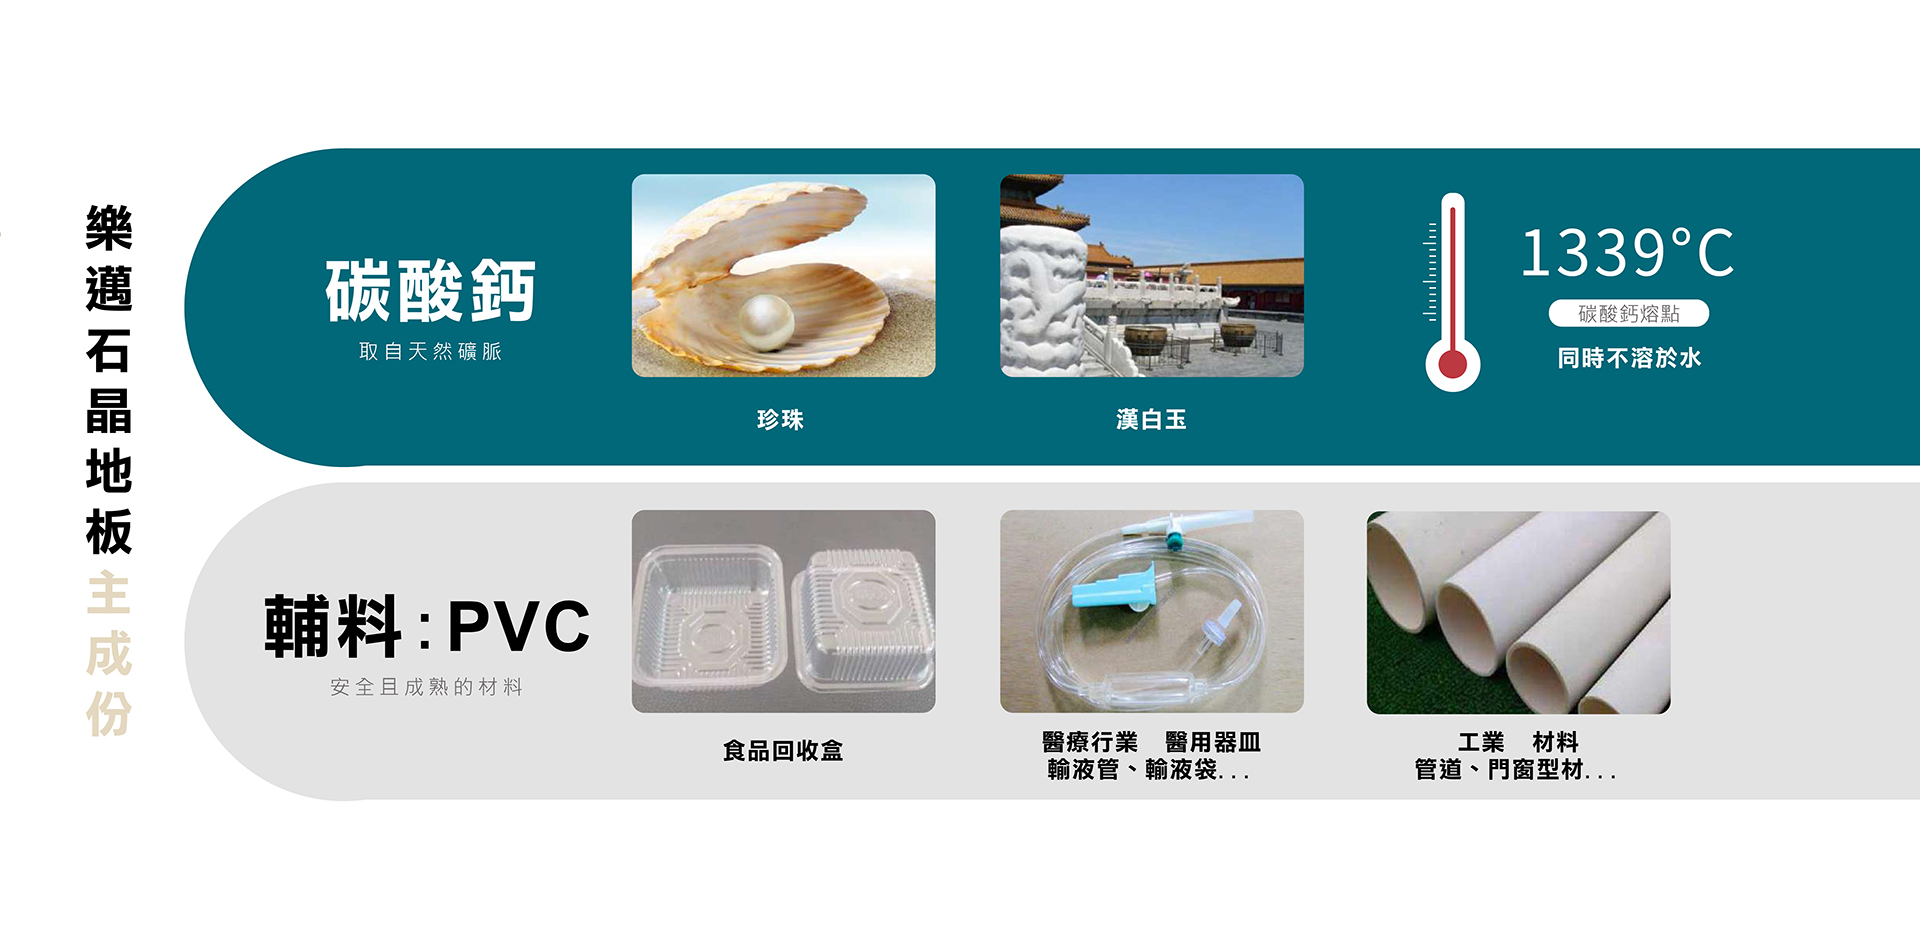 樂邁石晶地板主成份
碳酸鈣
取自天然礦脈
珍珠
漢白玉
1339°C
碳酸鈣熔點
同時不溶於水
輔料:PVC
安全且成熟的材料
食品回收盒
醫療行業 醫用器皿
輸液管、輸液袋...
工業 材料
管道、門窗型材...